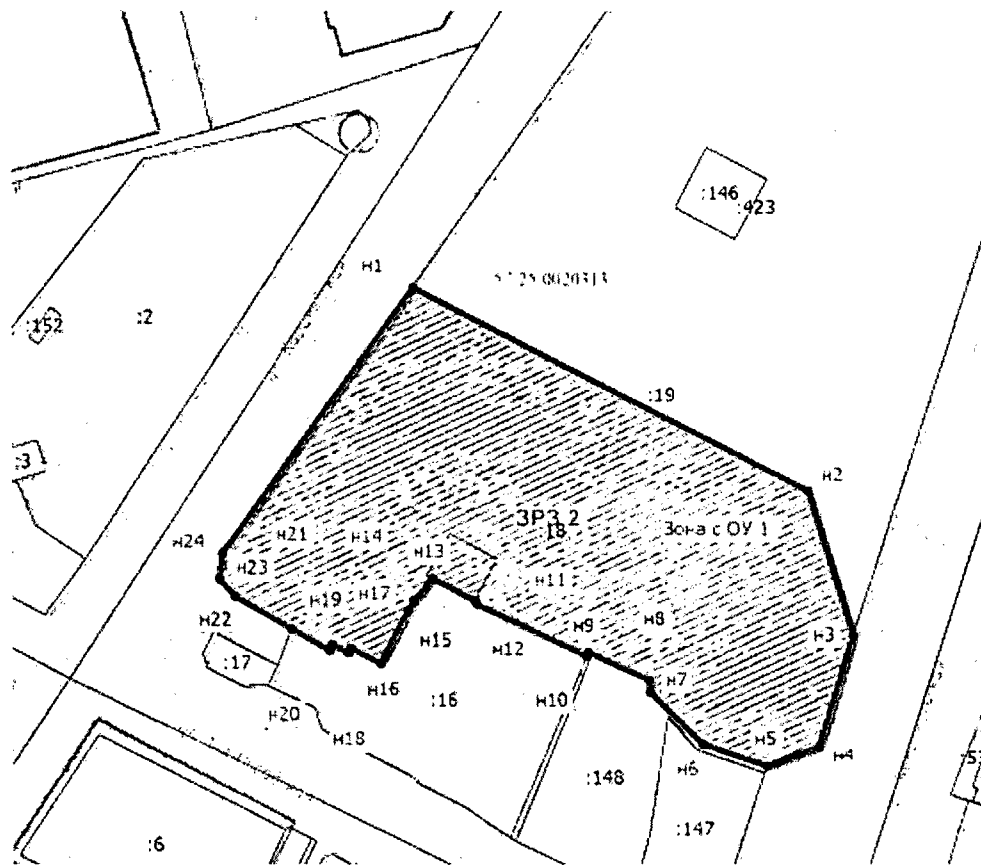 :146
:423
н1
:152
:2
:19
:3
н2
ЗРЗ 2
18
Зона с ОУ 1
н24
н21
н14
н13
н23
н11
н19
н17
н8
н9
н3
н22
н15
н12
н7
:17
н16
:16
н10
н20
н18
н5
н4
н6
:148
:147
:6